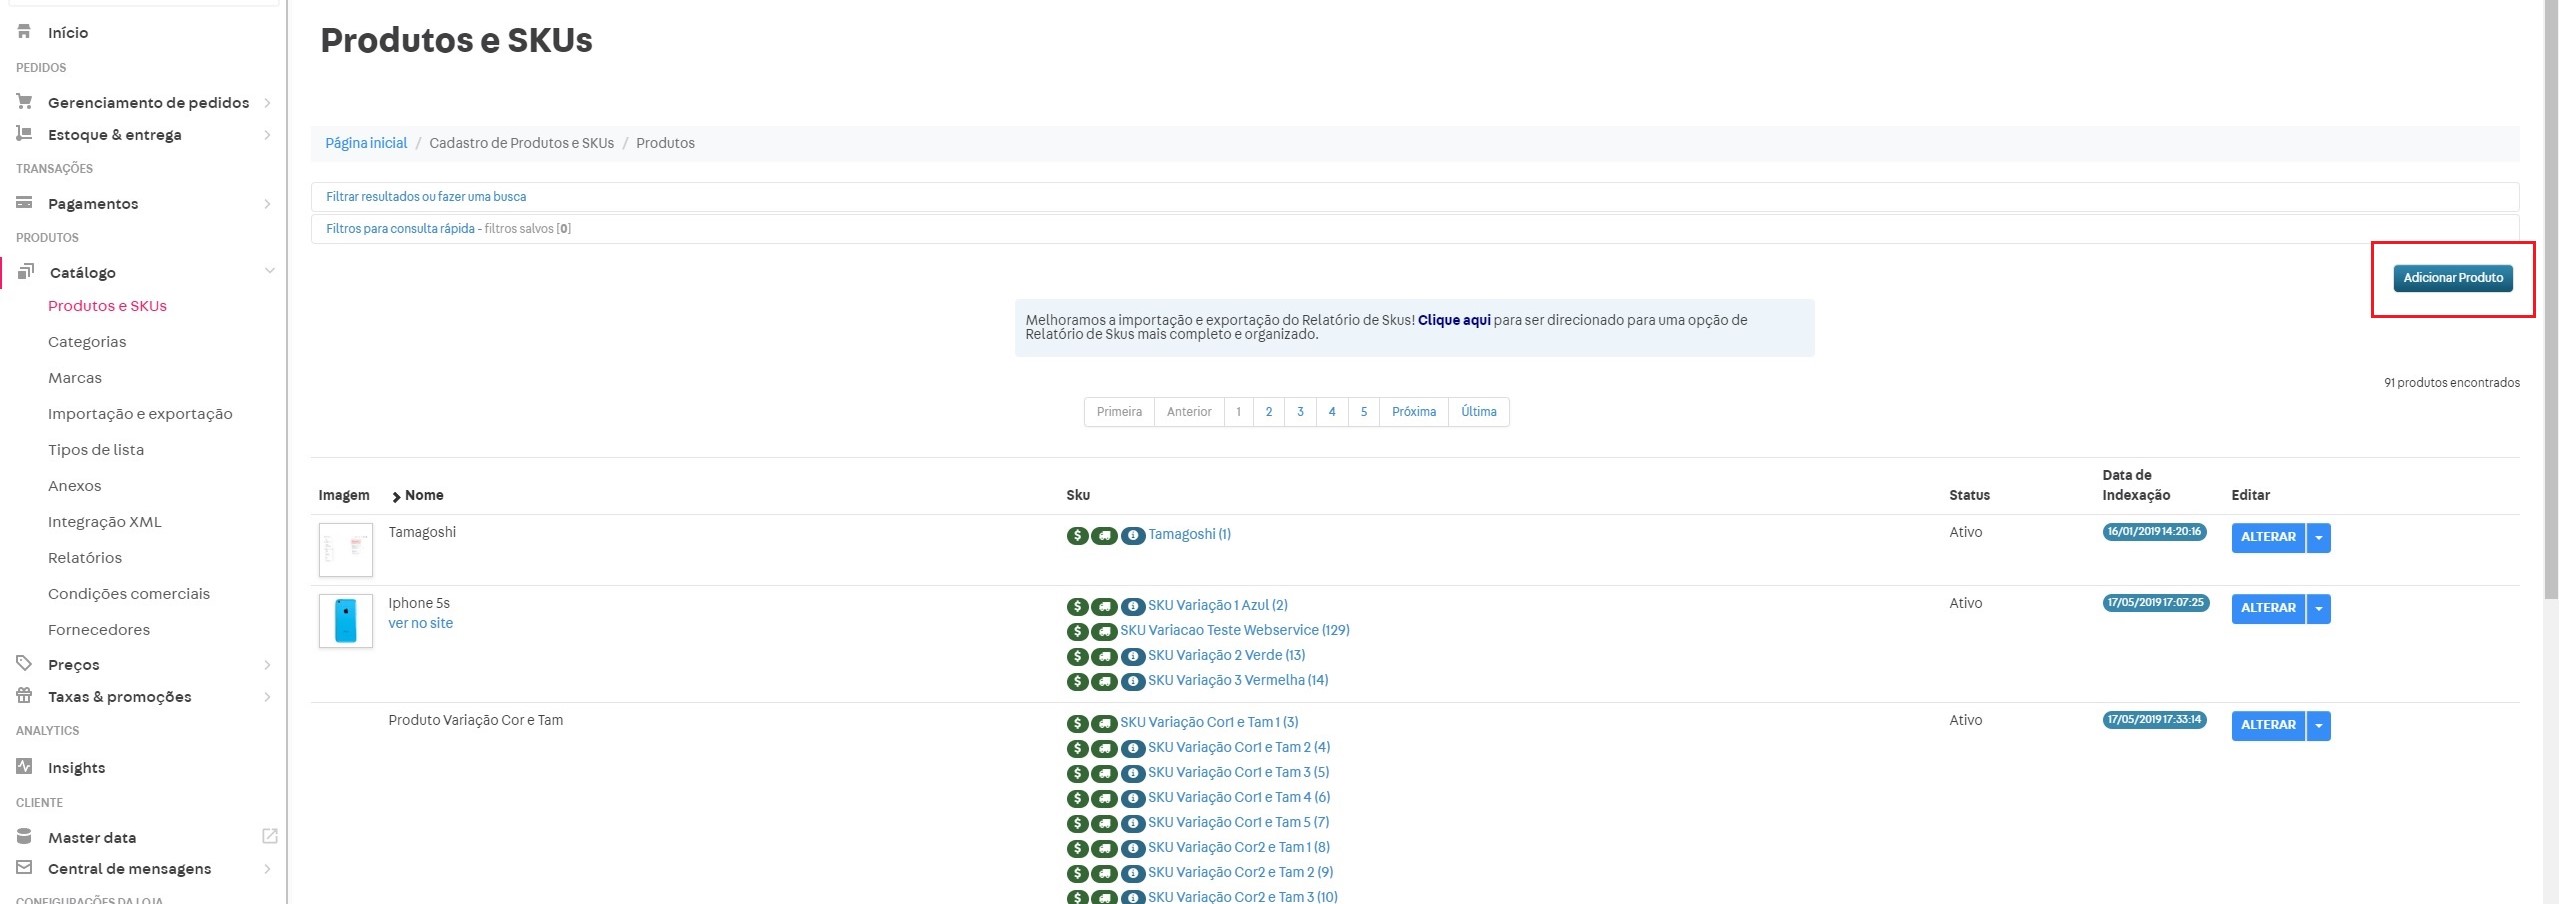 Início
PEDIDOS
Gerenciamento de pedidos
Estoque & entrega
TRANSAÇÕES
Pagamentos
PRODUTOS
Catálogo
Produtos e SKUs
Categorias
Marcas
Importação e exportação
Tipos de lista
Anexos
Integração XML
Relatórios
Condições comerciais
Fornecedores
Preços
Taxas & promoções
ANALYTICS
Insights
CLIENTE
Master data
Central de mensagens
CONFIGURAÇÕES DA LOJA
Produtos e SKUs
Página inicial / Cadastro de Produtos e SKUs / Produtos
Filtrar resultados ou fazer uma busca
Filtros para consulta rápida - filtros salvos [0]
Adicionar Produto
Melhoramos a importação e exportação do Relatório de Skus! Clique aqui para ser direcionado para uma opção de
Relatório de Skus mais completo e organizado.
91 produtos encontrados
Primeira Anterior 1 2 3 4 5 Próxima Última
Imagem Nome Sku Status Data de Indexação Editar
Tamagoshi $ Tamagoshi (1) Ativo 16/01/2019 14:20:16 ALTERAR
Iphone 5s $ SKU Variação 1 Azul (2) Ativo 17/05/2019 17:07:25 ALTERAR
ver no site
$ SKU Variacao Teste Webservice (129)
$ SKU Variação 2 Verde (13)
$ SKU Variação 3 Vermelha (14)
Produto Variação Cor e Tam $ SKU Variação Cor1 e Tam 1 (3) Ativo 17/05/2019 17:33:14 ALTERAR
$ SKU Variação Cor1 e Tam 2 (4)
$ SKU Variação Cor1 e Tam 3 (5)
$ SKU Variação Cor1 e Tam 4 (6)
$ SKU Variação Cor1 e Tam 5 (7)
$ SKU Variação Cor2 e Tam 1 (8)
$ SKU Variação Cor2 e Tam 2 (9)
$ SKU Variação Cor2 e Tam 3 (10)